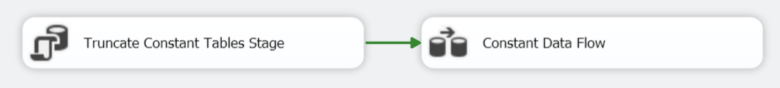 Truncate Constant Tables Stage
Constant Data Flow